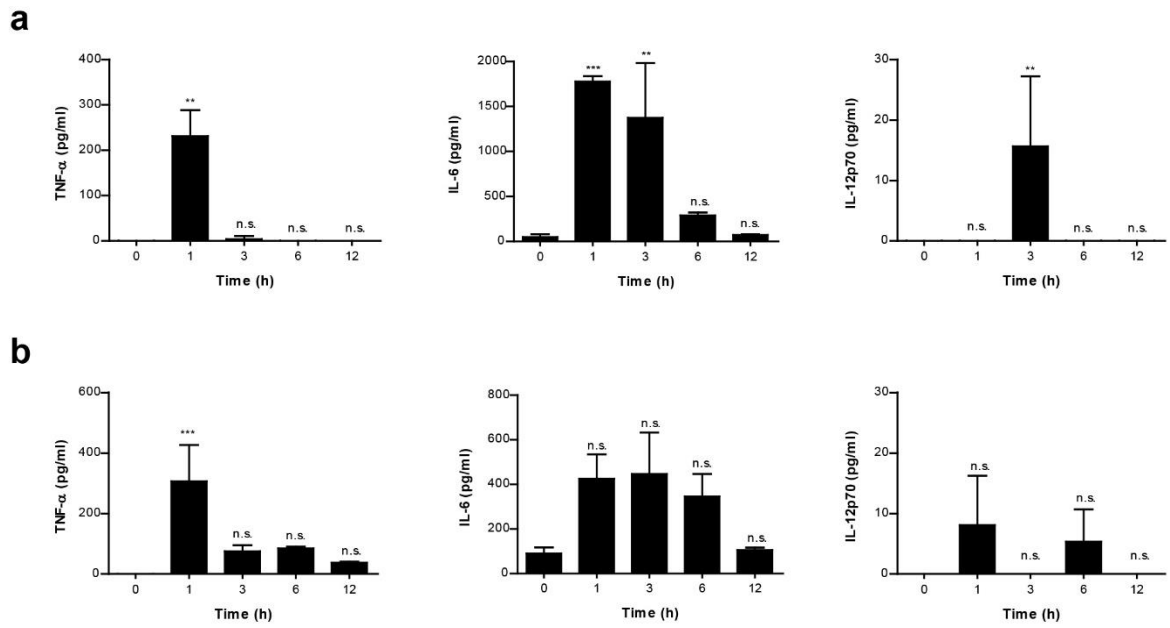 a
TNF-α (pg/ml)
400
300
200
100
0
**
n.s.
n.s.
n.s.
0 1 3 6 12
Time (h)
IL-6 (pg/ml)
2000
1500
1000
500
0
***
**
n.s.
n.s.
0 1 3 6 12
Time (h)
IL-12p70 (pg/ml)
30
20
10
0
n.s.
**
n.s.
n.s.
0 1 3 6 12
Time (h)
b
TNF-α (pg/ml)
600
400
200
0
***
n.s.
n.s.
n.s.
0 1 3 6 12
Time (h)
IL-6 (pg/ml)
800
600
400
200
0
n.s.
n.s.
n.s.
n.s.
0 1 3 6 12
Time (h)
IL-12p70 (pg/ml)
30
20
10
0
n.s.
n.s.
n.s.
n.s.
0 1 3 6 12
Time (h)